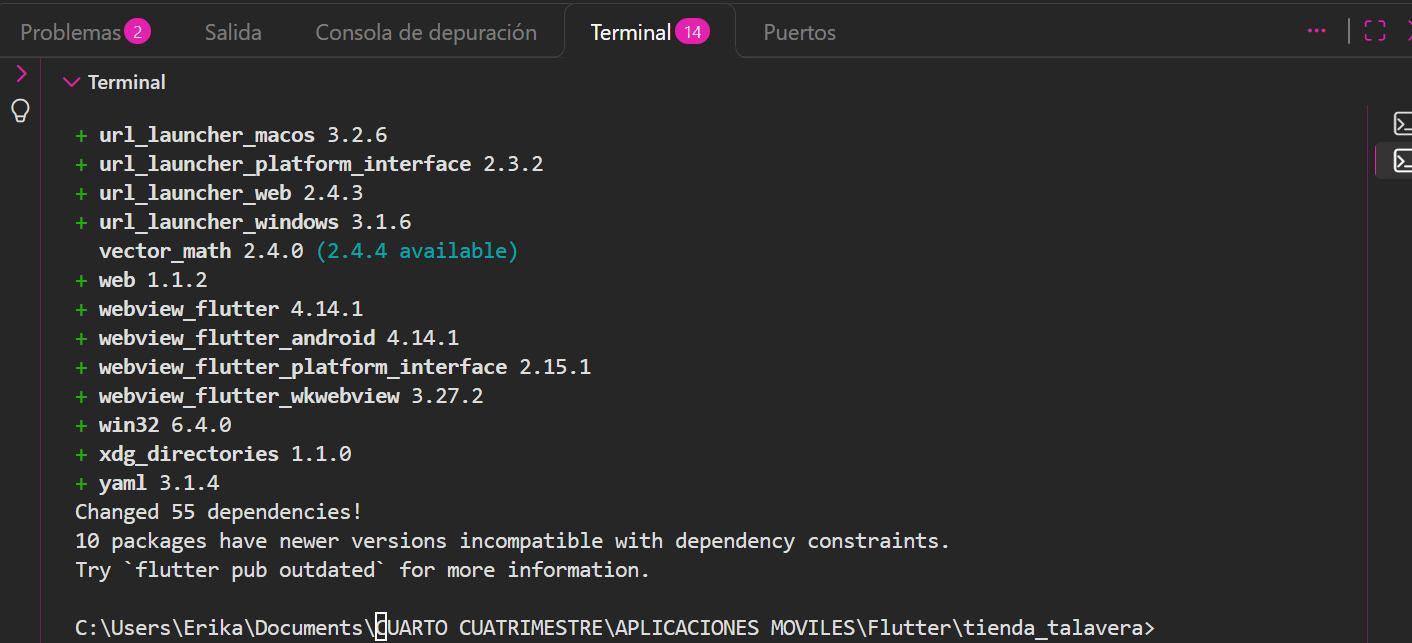 Problemas 2 Salida Consola de depuración Terminal 14 Puertos
Terminal
+ url_launcher_macos 3.2.6
+ url_launcher_platform_interface 2.3.2
+ url_launcher_web 2.4.3
+ url_launcher_windows 3.1.6
vector_math 2.4.0 (2.4.4 available)
+ web 1.1.2
+ webview_flutter 4.14.1
+ webview_flutter_android 4.14.1
+ webview_flutter_platform_interface 2.15.1
+ webview_flutter_wkwebview 3.27.2
+ win32 6.4.0
+ xdg_directories 1.1.0
+ yaml 3.1.4
Changed 55 dependencies!
10 packages have newer versions incompatible with dependency constraints.
Try `flutter pub outdated` for more information.
C:\Users\Erika\Documents\CUARTO CUATRIMESTRE\APLICACIONES MOVILES\Flutter\tienda_talavera>